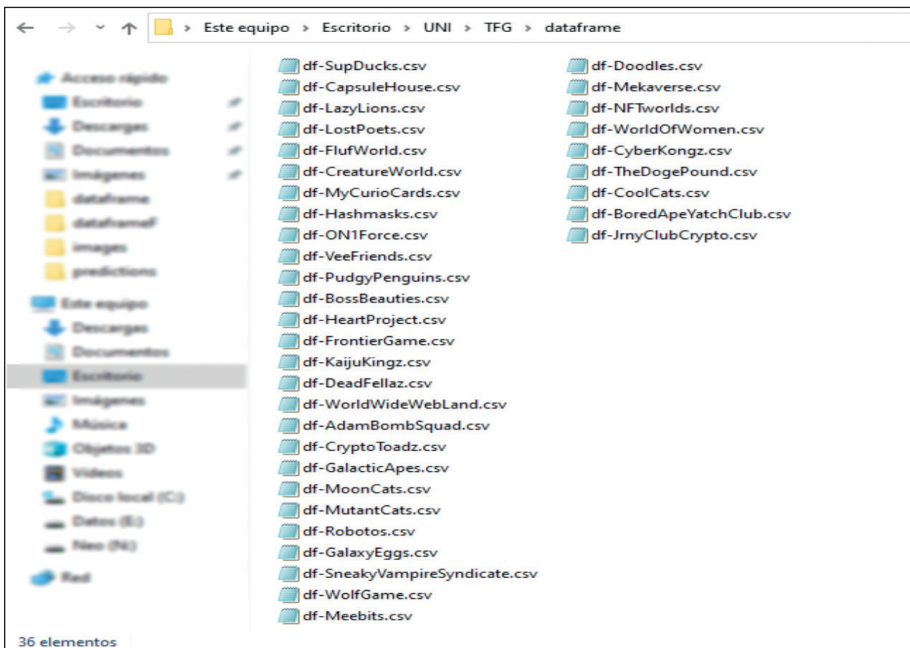 Este equipo > Escritorio > UNI > TFG > dataframe
Acceso rápido
Escritorio
Descargas
Documentos
Imágenes
dataframe
dataframeF
images
predictions
Este equipo
Descargas
Documentos
Escritorio
Imágenes
Música
Objetos 3D
Vídeos
Disco local (C:)
Datos (E:)
Neo (N:)
Red
df-SupDucks.csv
df-CapsuleHouse.csv
df-LazyLions.csv
df-LostPoets.csv
df-FlufWorld.csv
df-CreatureWorld.csv
df-MyCurioCards.csv
df-Hashmasks.csv
df-ON1Force.csv
df-VeeFriends.csv
df-PudgyPenguins.csv
df-BossBeauties.csv
df-HeartProject.csv
df-FrontierGame.csv
df-KaijuKingz.csv
df-DeadFellaz.csv
df-WorldWideWebLand.csv
df-AdamBombSquad.csv
df-CryptoToadz.csv
df-GalacticApes.csv
df-MoonCats.csv
df-MutantCats.csv
df-Robotos.csv
df-GalaxyEggs.csv
df-SneakyVampireSyndicate.csv
df-WolfGame.csv
df-Meebits.csv
df-Doodles.csv
df-Mekaverse.csv
df-NFTworlds.csv
df-WorldOfWomen.csv
df-CyberKongz.csv
df-TheDogePound.csv
df-CoolCats.csv
df-BoredApeYatchClub.csv
df-JrnyClubCrypto.csv
36 elementos